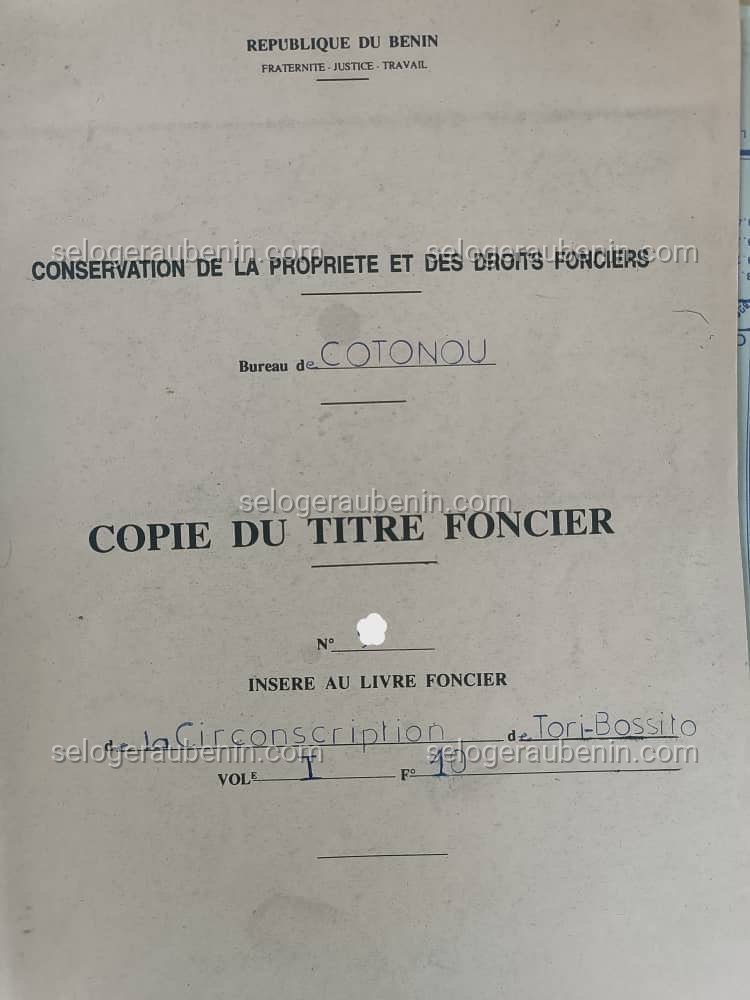 REPUBLIQUE DU BENIN
FRATERNITE - JUSTICE - TRAVAIL
selogeraubenin.com selogeraubenin.com
CONSERVATION DE LA PROPRIETE ET DES DROITS FONCIERS
Bureau de COTONOU
selogeraubenin.com
COPIE DU TITRE FONCIER
N°
INSERE AU LIVRE FONCIER
de la Circonscription de Tori-Bossito
selogeraubenin.com selogeraubenin.com
VOLE I F° 10